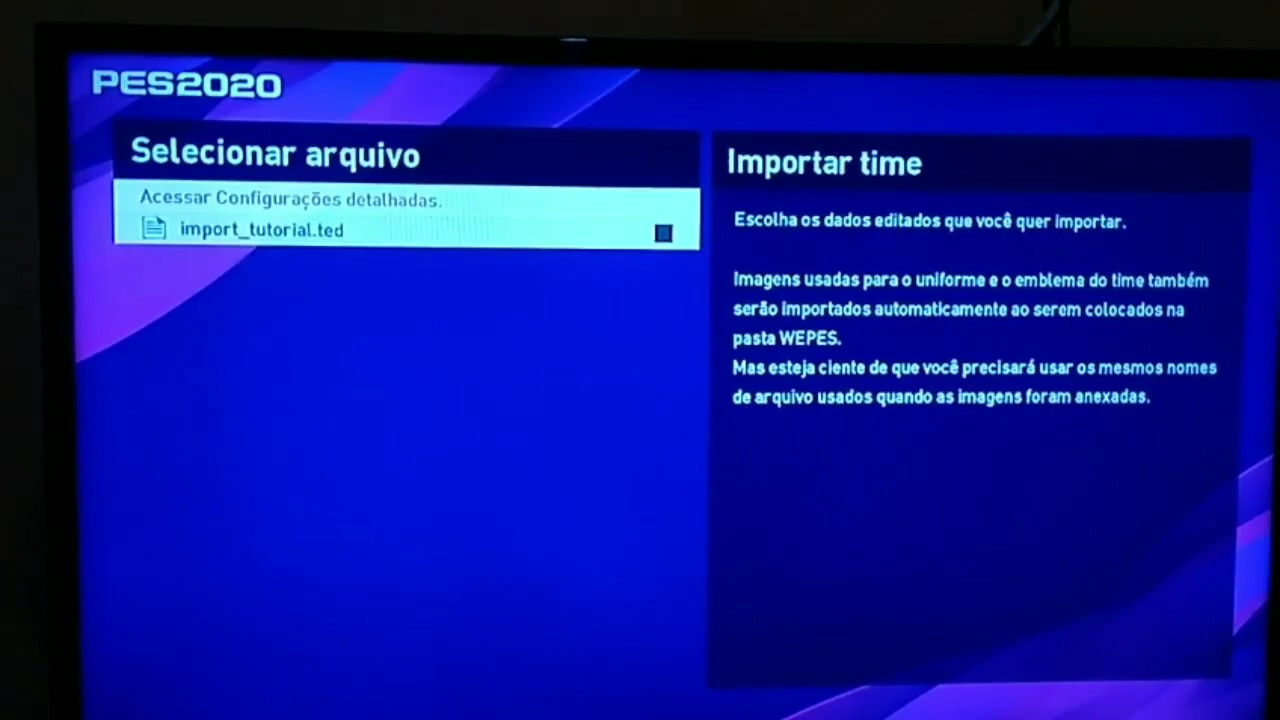 PES2020
Selecionar arquivo
Acessar Configurações detalhadas.
import_tutorial.ted
Importar time
Escolha os dados editados que você quer importar.
Imagens usadas para o uniforme e o emblema do time também
serão importados automaticamente ao serem colocados na
pasta WEPES.
Mas esteja ciente de que você precisará usar os mesmos nomes
de arquivo usados quando as imagens foram anexadas.